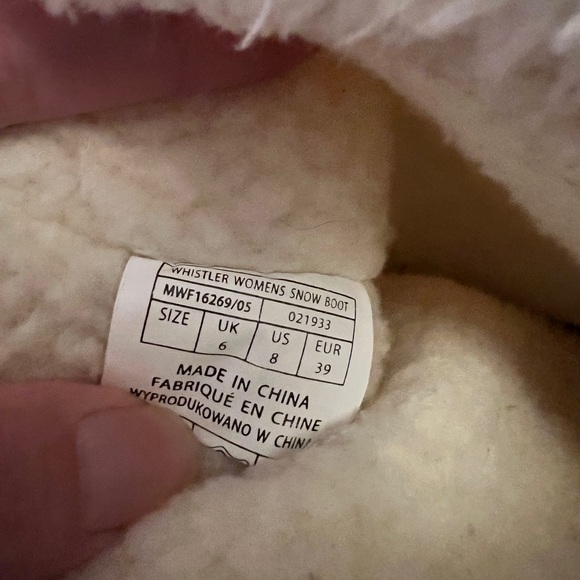 WHISTLER WOMENS SNOW BOOT
MWF16269/05 021933
SIZE UK US EUR
6 8 39
MADE IN CHINA
FABRIQUÉ EN CHINE
WYPRODUKOWANO W CHINA